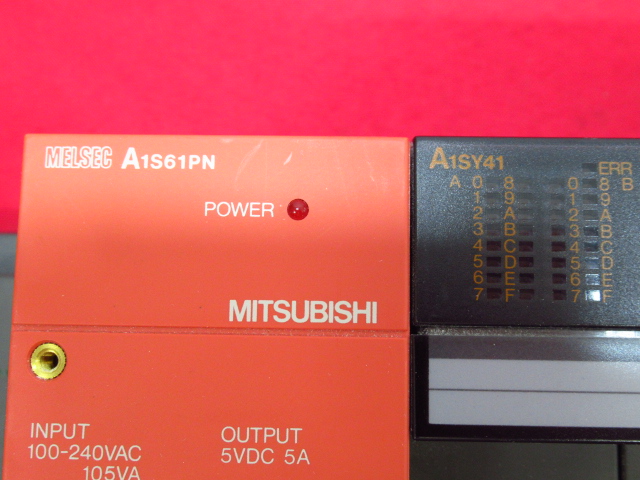 MELSEC A1S61PN
POWER
MITSUBISHI
INPUT
100-240VAC
105VA
OUTPUT
5VDC 5A
A1SY41
ERR
A 0 8 0 8 B
1 9 1 9
2 A 2 A
3 B 3 B
4 C 4 C
5 D 5 D
6 E 6 E
7 F 7 F